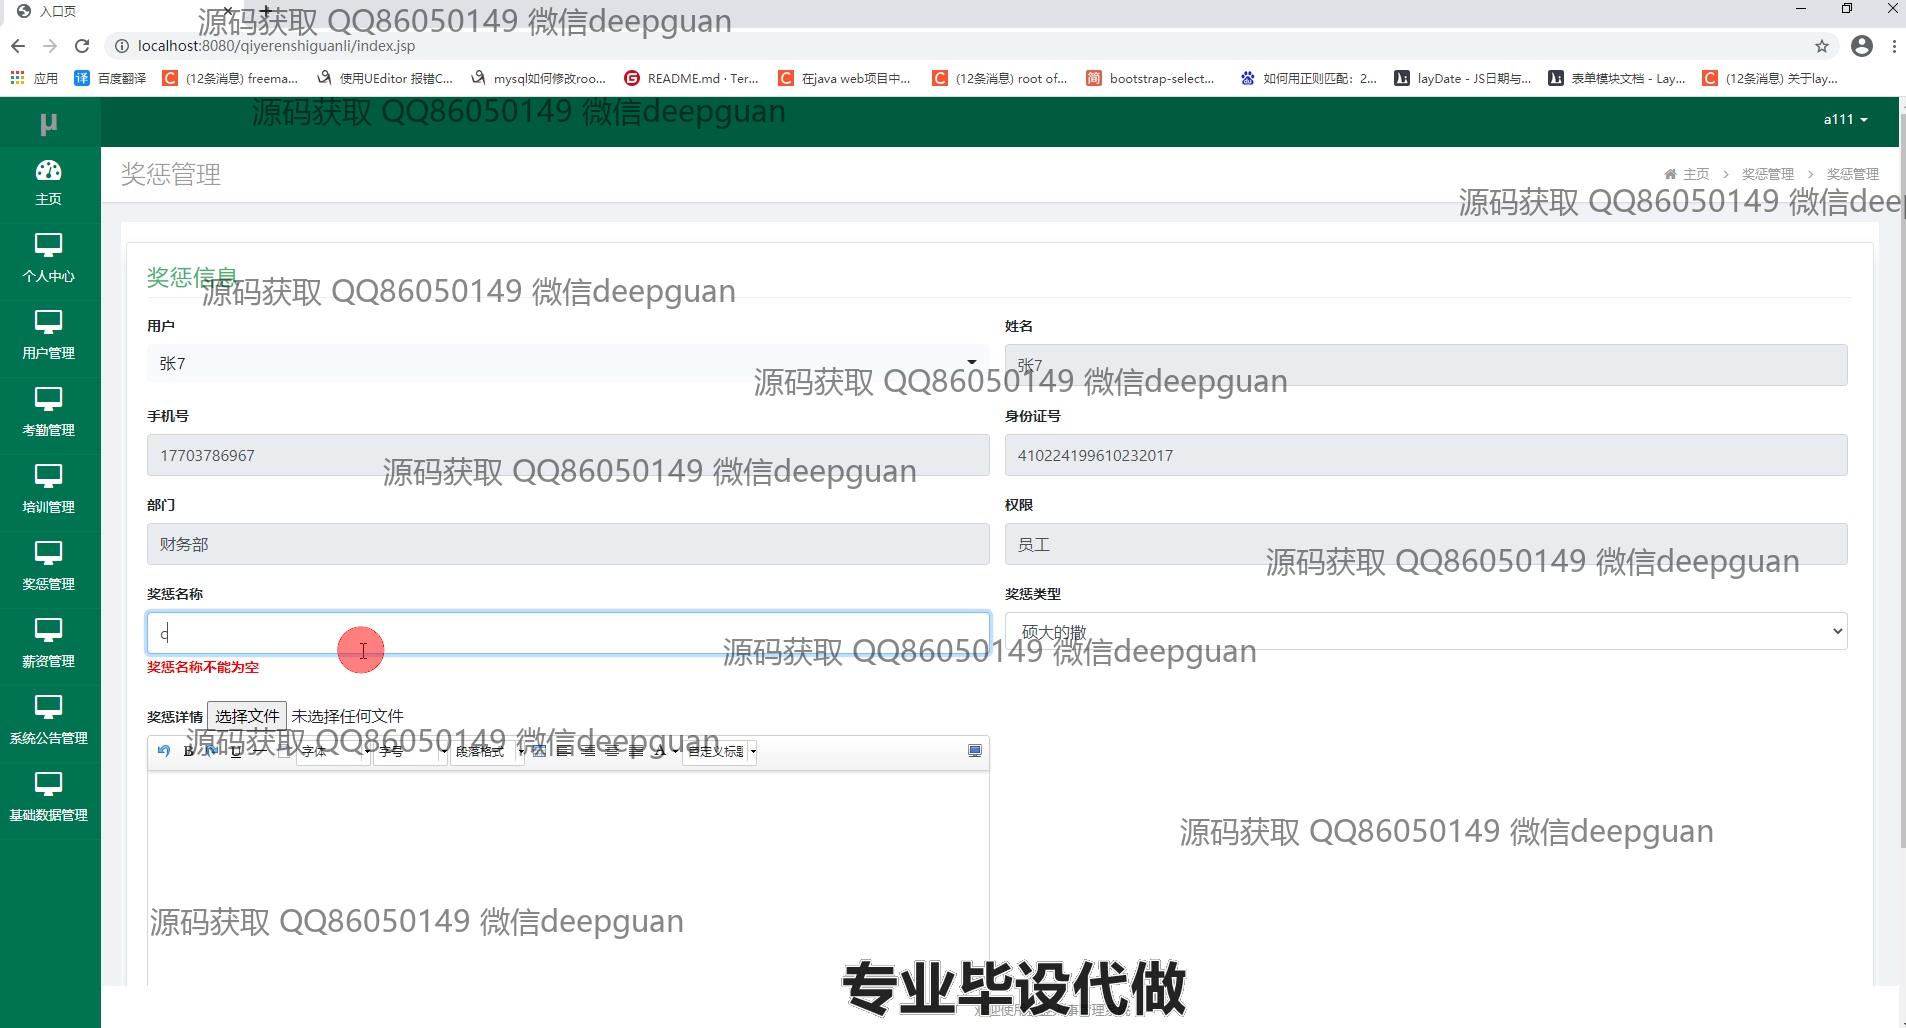 入口页
源码获取 QQ86050149 微信deepguan
localhost:8080/qiyerenshiguanli/index.jsp
应用
译 百度翻译
(12条消息) freema...
使用UEditor 报错C...
mysql如何修改roo...
README.md · Ter...
在java web项目中...
(12条消息) root of...
bootstrap-select...
如何用正则匹配：2...
layDate - JS日期与...
表单模块文档 - Lay...
(12条消息) 关于lay...
源码获取 QQ86050149 微信deepguan
μ
a111
主页
个人中心
用户管理
考勤管理
培训管理
奖惩管理
薪资管理
系统公告管理
基础数据管理
奖惩管理
主页 > 奖惩管理 > 奖惩管理
源码获取 QQ86050149 微信dee
奖惩信息
源码获取 QQ86050149 微信deepguan
用户
张7
姓名
张7
源码获取 QQ86050149 微信deepguan
手机号
17703786967
身份证号
410224199610232017
源码获取 QQ86050149 微信deepguan
部门
财务部
权限
员工
源码获取 QQ86050149 微信deepguan
奖惩名称
c
奖惩名称不能为空
奖惩类型
硕大的撒
源码获取 QQ86050149 微信deepguan
奖惩详情 选择文件 未选择任何文件
源码获取 QQ86050149 微信deepguan
B U 字体 字号 段落格式 A 自定义标题
源码获取 QQ86050149 微信deepguan
源码获取 QQ86050149 微信deepguan
专业毕设代做